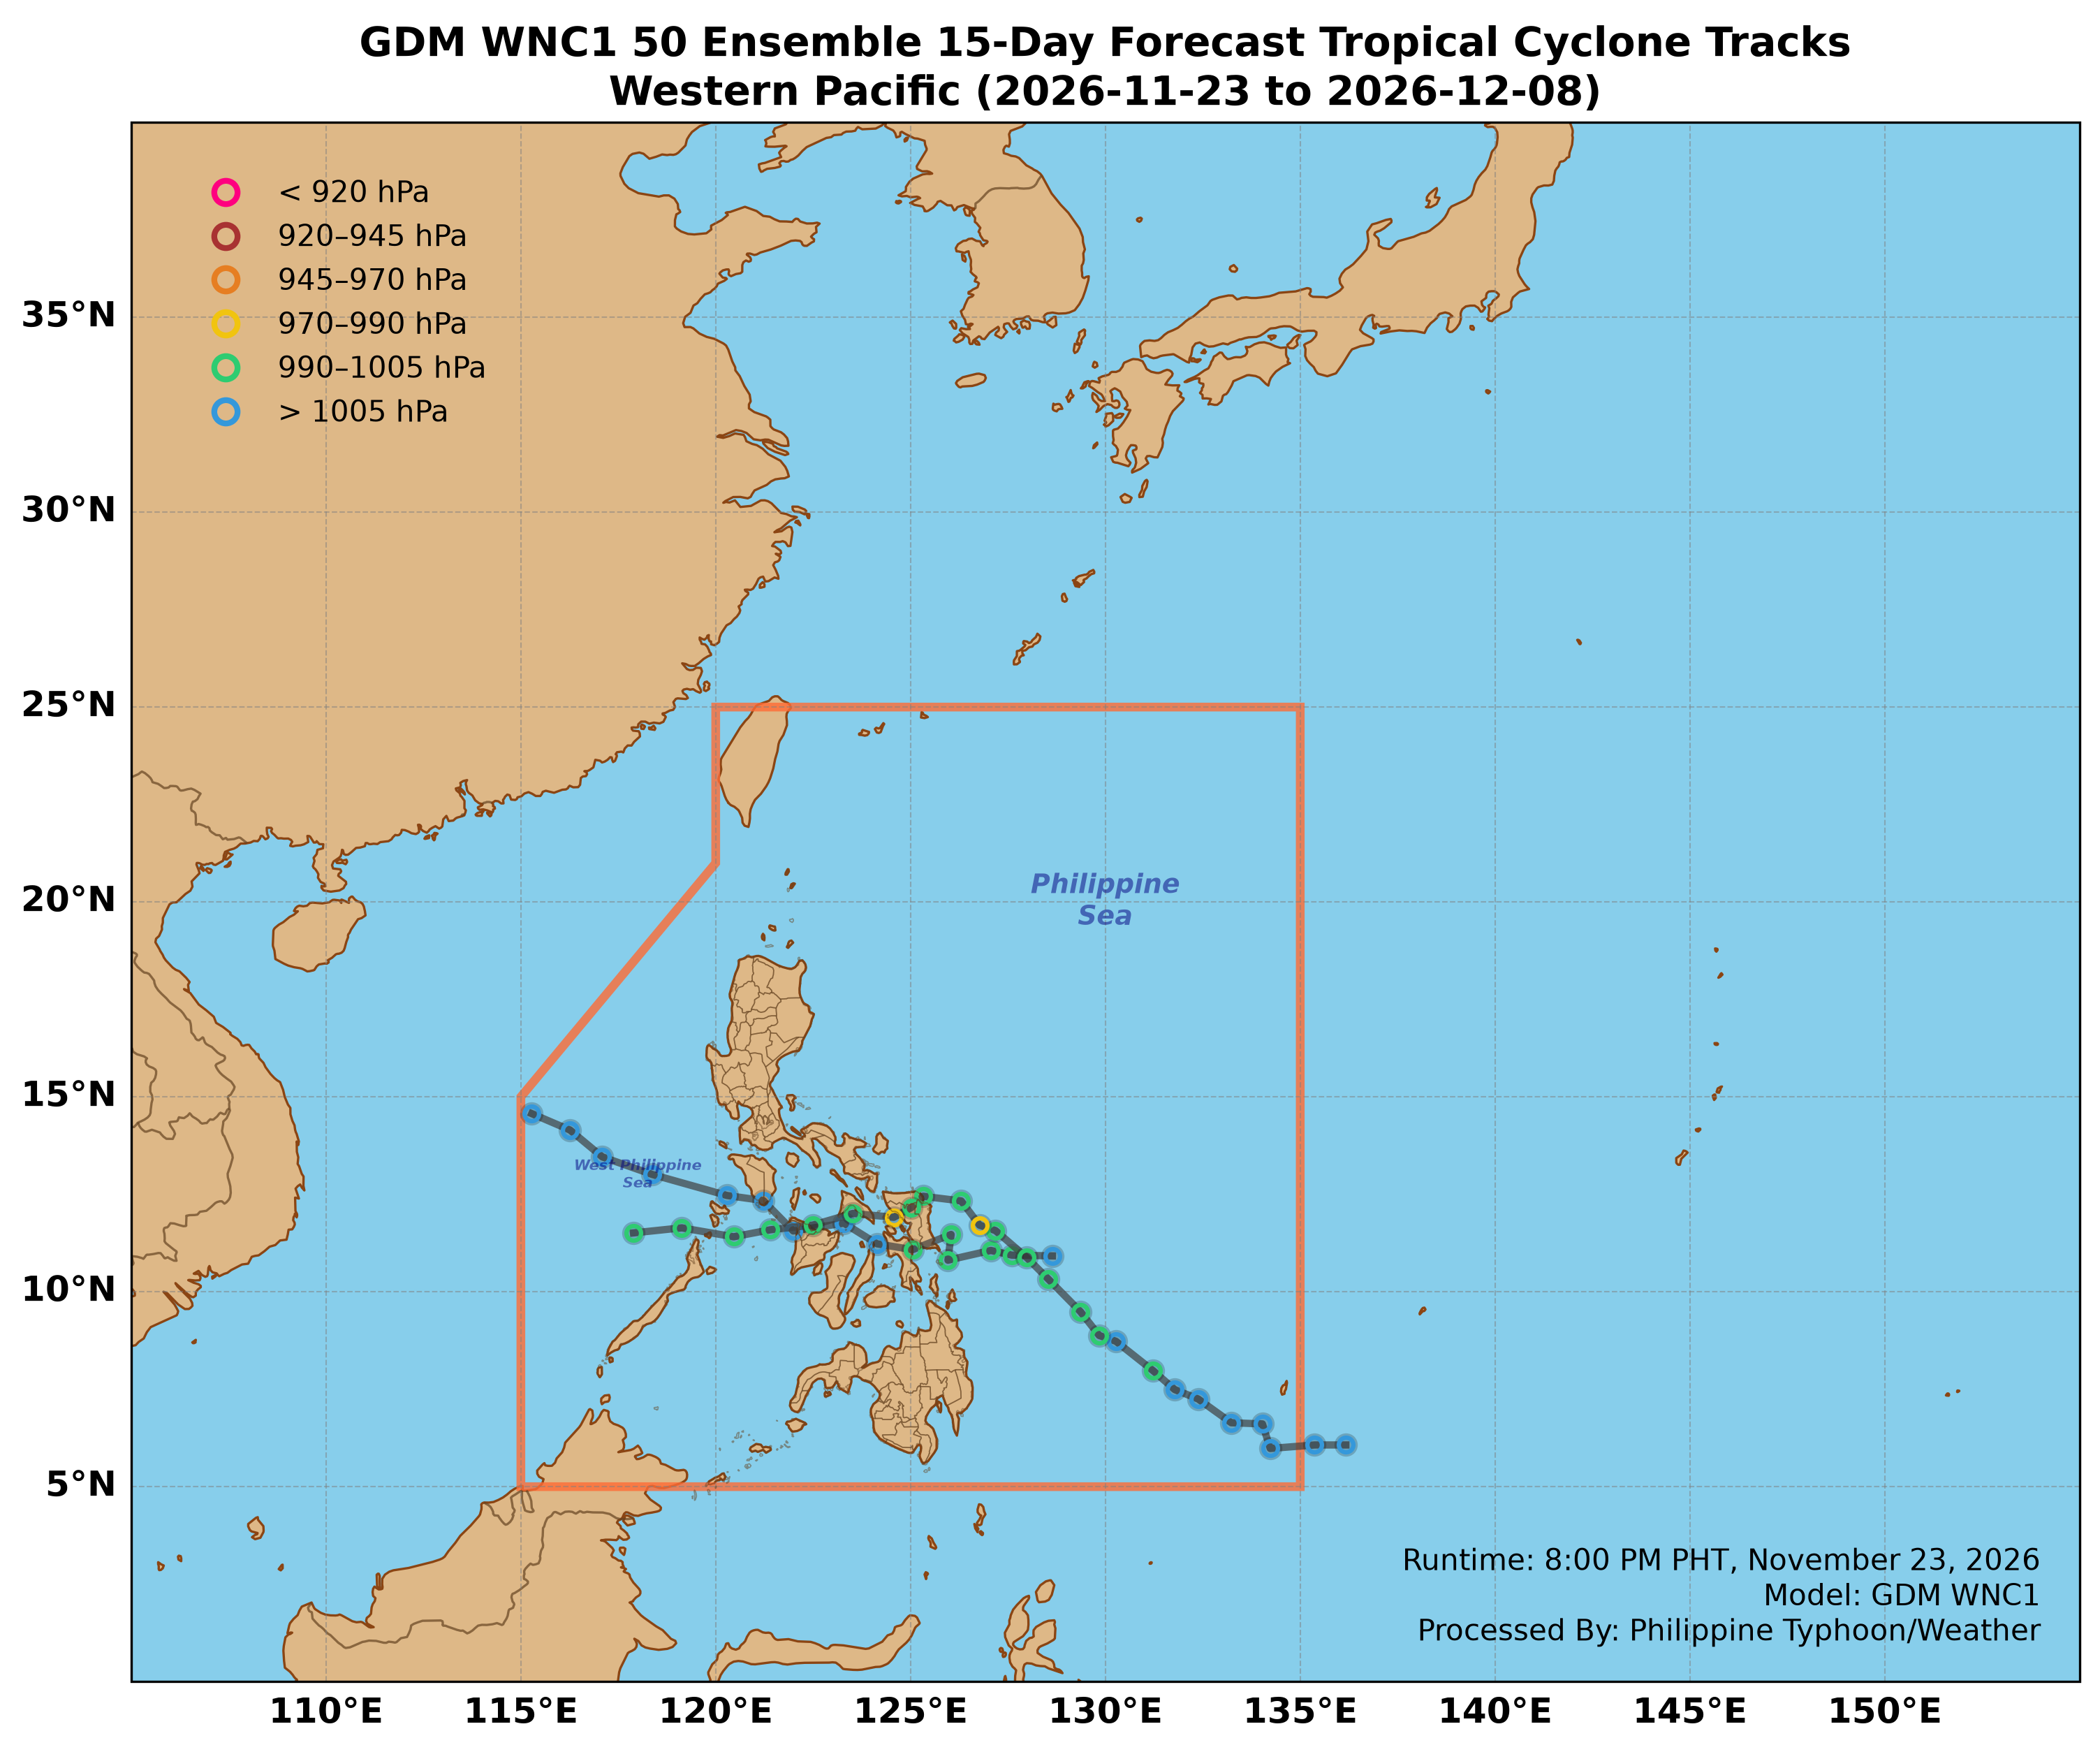 GDM WNC1 50 Ensemble 15-Day Forecast Tropical Cyclone Tracks
Western Pacific (2026-11-23 to 2026-12-08)
< 920 hPa
920–945 hPa
945–970 hPa
970–990 hPa
990–1005 hPa
> 1005 hPa
35°N
30°N
25°N
20°N
15°N
10°N
5°N
Philippine
Sea
West Philippine
Sea
Runtime: 8:00 PM PHT, November 23, 2026
Model: GDM WNC1
Processed By: Philippine Typhoon/Weather
110°E
115°E
120°E
125°E
130°E
135°E
140°E
145°E
150°E